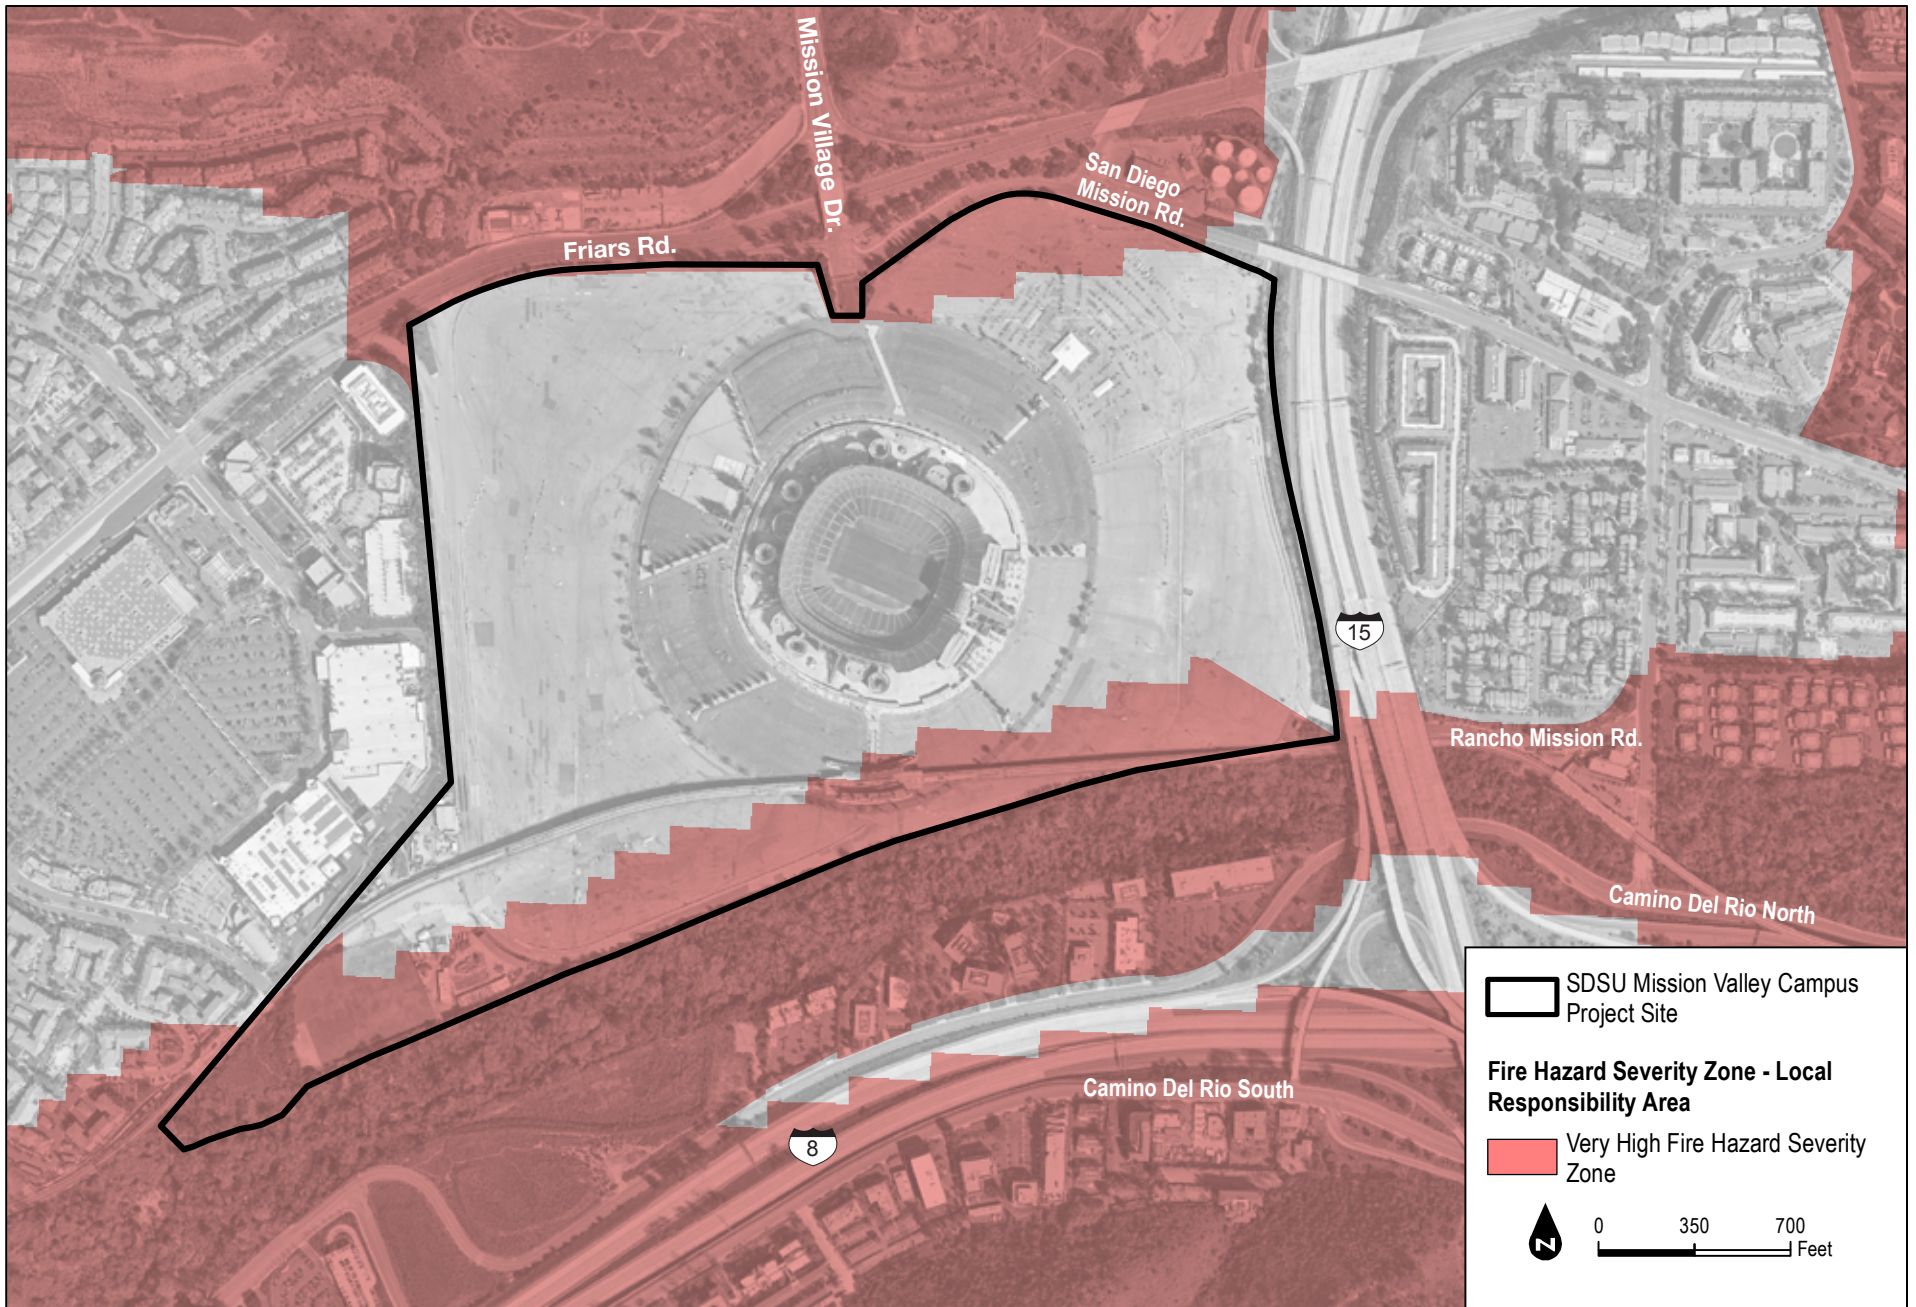 Mission Village Dr.
San Diego
Mission Rd.
Friars Rd.
15
Rancho Mission Rd.
Camino Del Rio North
Camino Del Rio South
8
SDSU Mission Valley Campus
Project Site
Fire Hazard Severity Zone - Local
Responsibility Area
Very High Fire Hazard Severity
Zone
N
0 350 700
Feet